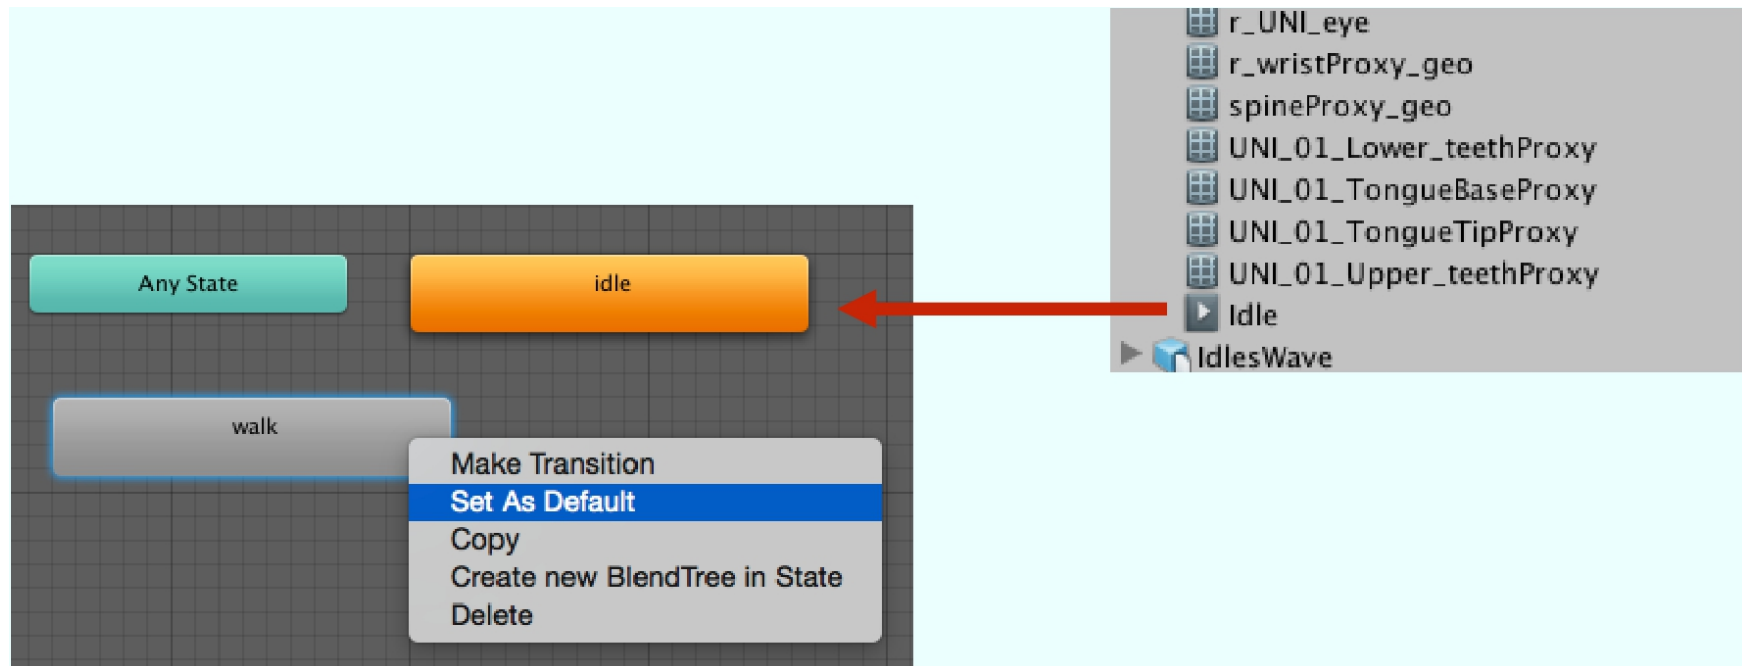 Any State
idle
walk
Make Transition
Set As Default
Copy
Create new BlendTree in State
Delete
r_UNI_eye
r_wristProxy_geo
spineProxy_geo
UNI_01_Lower_teethProxy
UNI_01_TongueBaseProxy
UNI_01_TongueTipProxy
UNI_01_Upper_teethProxy
Idle
IdlesWave